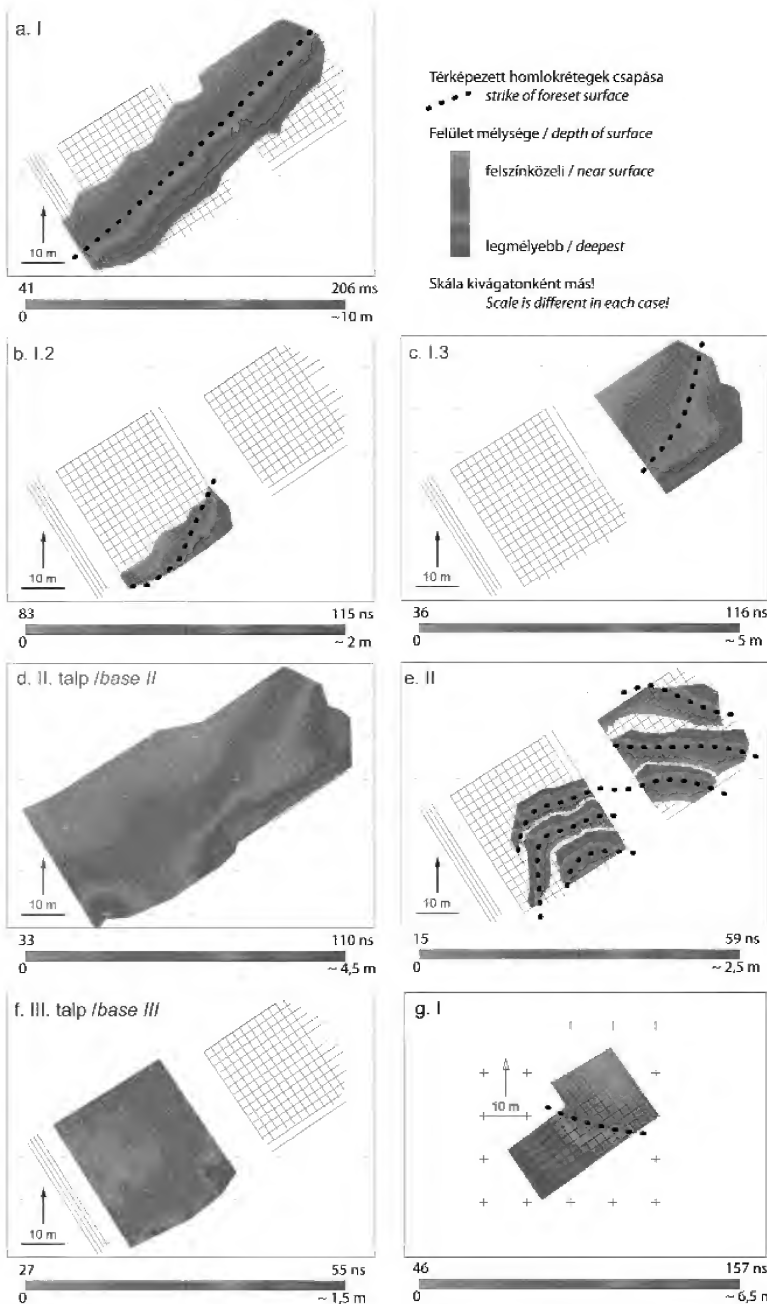 a. I
10 m
41 206 ms
0 ~10 m
Térképezett homlokrétegek csapása
strike of foreset surface
Felület mélysége / depth of surface
felszínközeli / near surface
legmélyebb / deepest
Skála kivágatonként más!
Scale is different in each case!
b. I.2
10 m
83 115 ns
0 ~ 2 m
c. I.3
10 m
36 116 ns
0 ~ 5 m
d. II. talp /base II
10 m
33 110 ns
0 ~ 4,5 m
e. II
10 m
15 59 ns
0 ~ 2,5 m
f. III. talp /base III
10 m
27 55 ns
0 ~ 1,5 m
g. I
10 m
46 157 ns
0 ~ 6,5 m